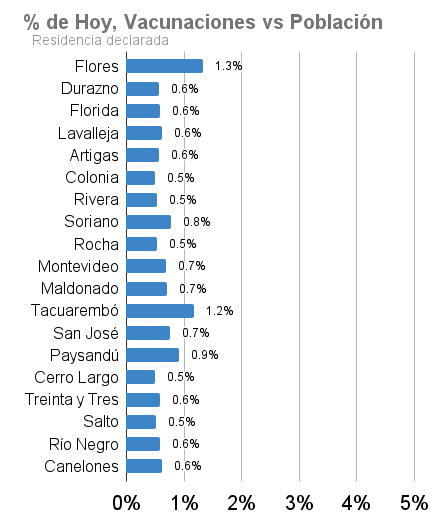 % de Hoy, Vacunaciones vs Población
Residencia declarada
Flores 1.3%
Durazno 0.6%
Florida 0.6%
Lavalleja 0.6%
Artigas 0.6%
Colonia 0.5%
Rivera 0.5%
Soriano 0.8%
Rocha 0.5%
Montevideo 0.7%
Maldonado 0.7%
Tacuarembó 1.2%
San José 0.7%
Paysandú 0.9%
Cerro Largo 0.5%
Treinta y Tres 0.6%
Salto 0.5%
Río Negro 0.6%
Canelones 0.6%
0% 1% 2% 3% 4% 5%